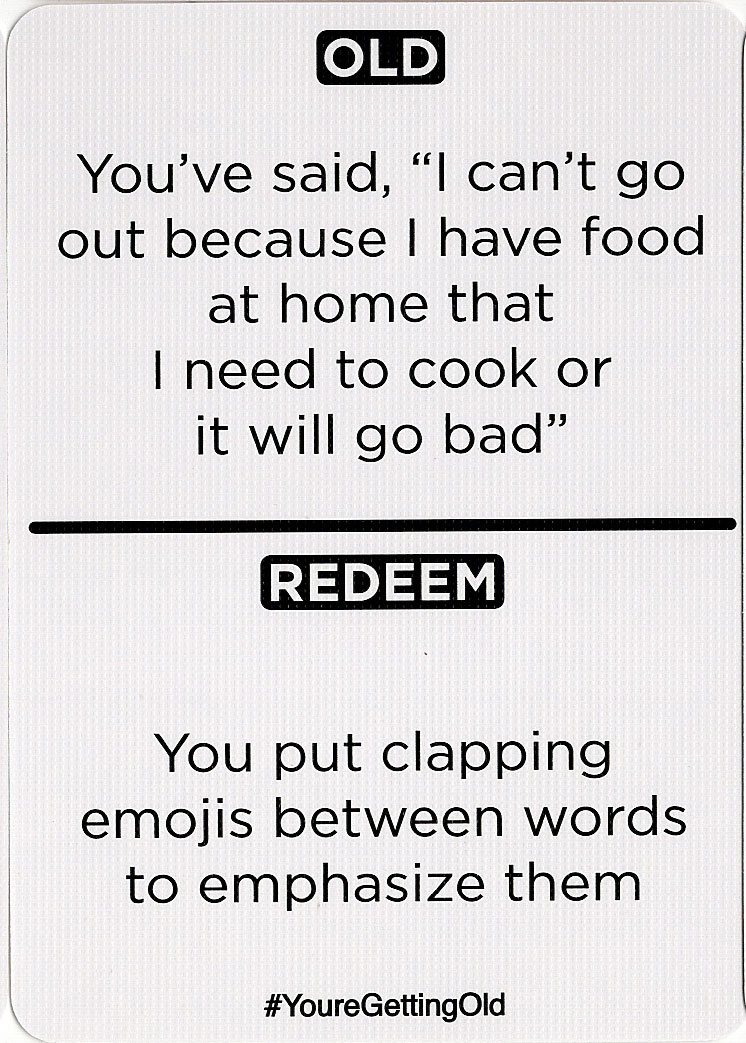 OLD
You’ve said, “I can’t go
out because I have food
at home that
I need to cook or
it will go bad”
REDEEM
You put clapping
emojis between words
to emphasize them
#YoureGettingOld